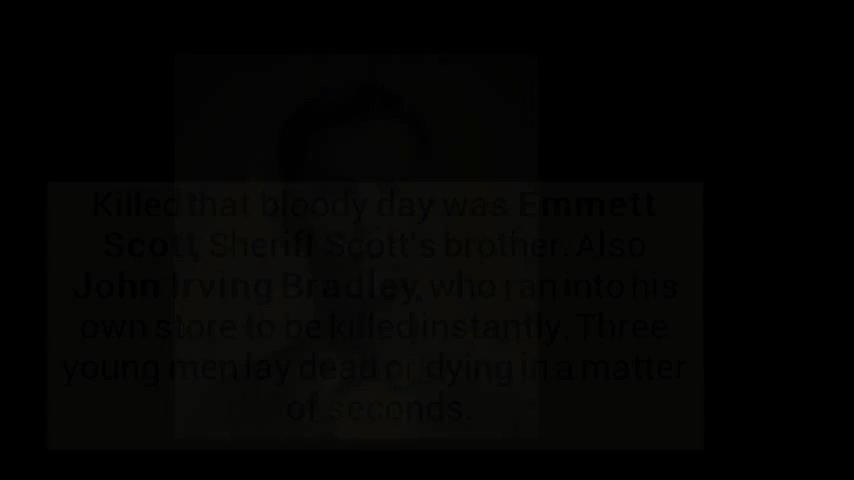 Killed that bloody day was Emmett
Scott, Sheriff Scott's brother. Also
John Irving Bradley, who ran into his
own store to be killed instantly. Three
young men lay dead or dying in a matter
of seconds.